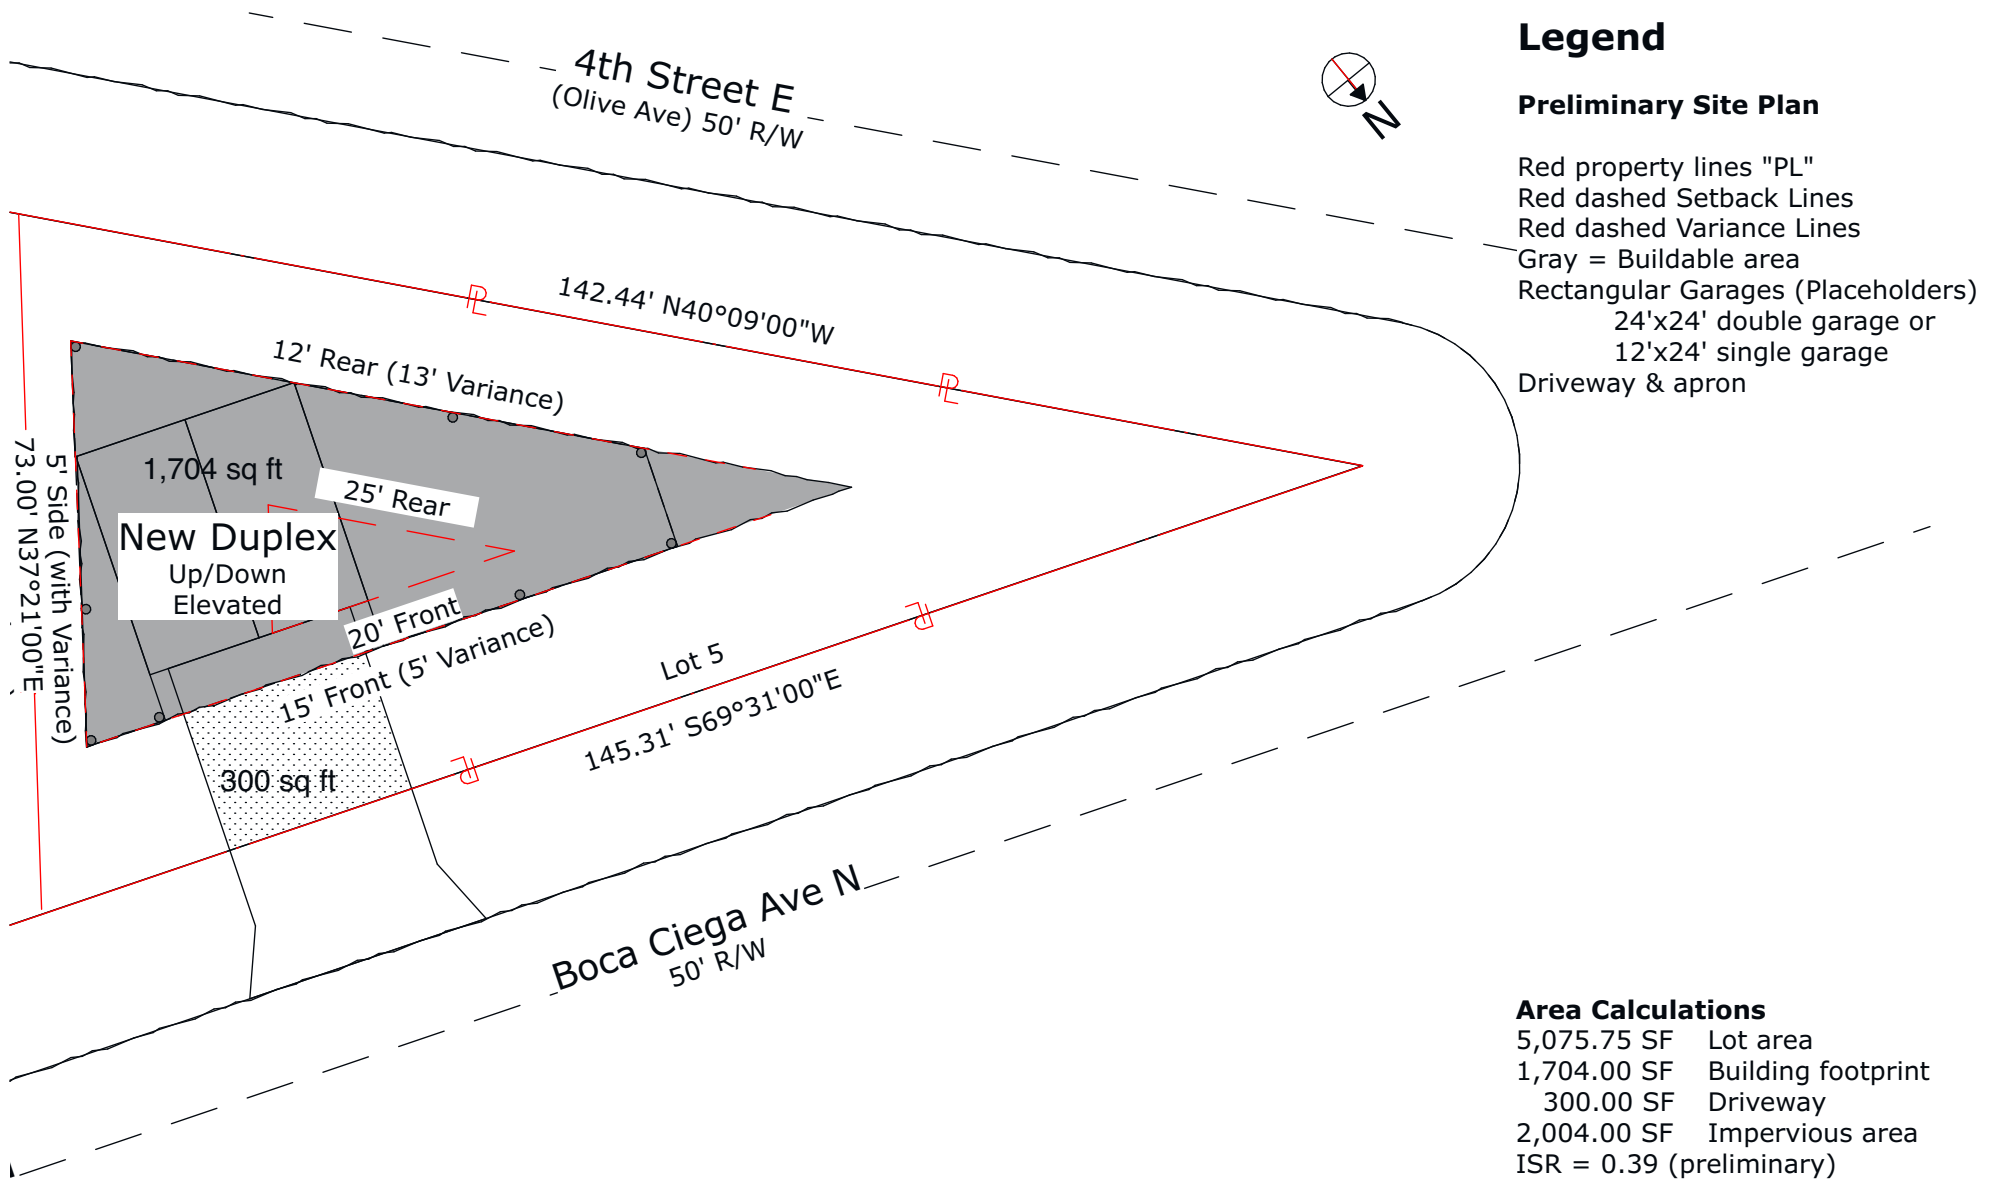 4th Street E
(Olive Ave) 50' R/W
N
Legend
Preliminary Site Plan
Red property lines "PL"
Red dashed Setback Lines
Red dashed Variance Lines
Gray = Buildable area
Rectangular Garages (Placeholders)
24'x24' double garage or
12'x24' single garage
Driveway & apron
PL
142.44' N40°09'00"W
PL
12' Rear (13' Variance)
1,704 sq ft
25' Rear
New Duplex
Up/Down
Elevated
5' Side (with Variance)
73.00' N37°21'00"E
20' Front
15' Front (5' Variance)
PL
Lot 5
145.31' S69°31'00"E
PL
300 sq ft
Boca Ciega Ave N
50' R/W
Area Calculations
5,075.75 SF Lot area
1,704.00 SF Building footprint
300.00 SF Driveway
2,004.00 SF Impervious area
ISR = 0.39 (preliminary)